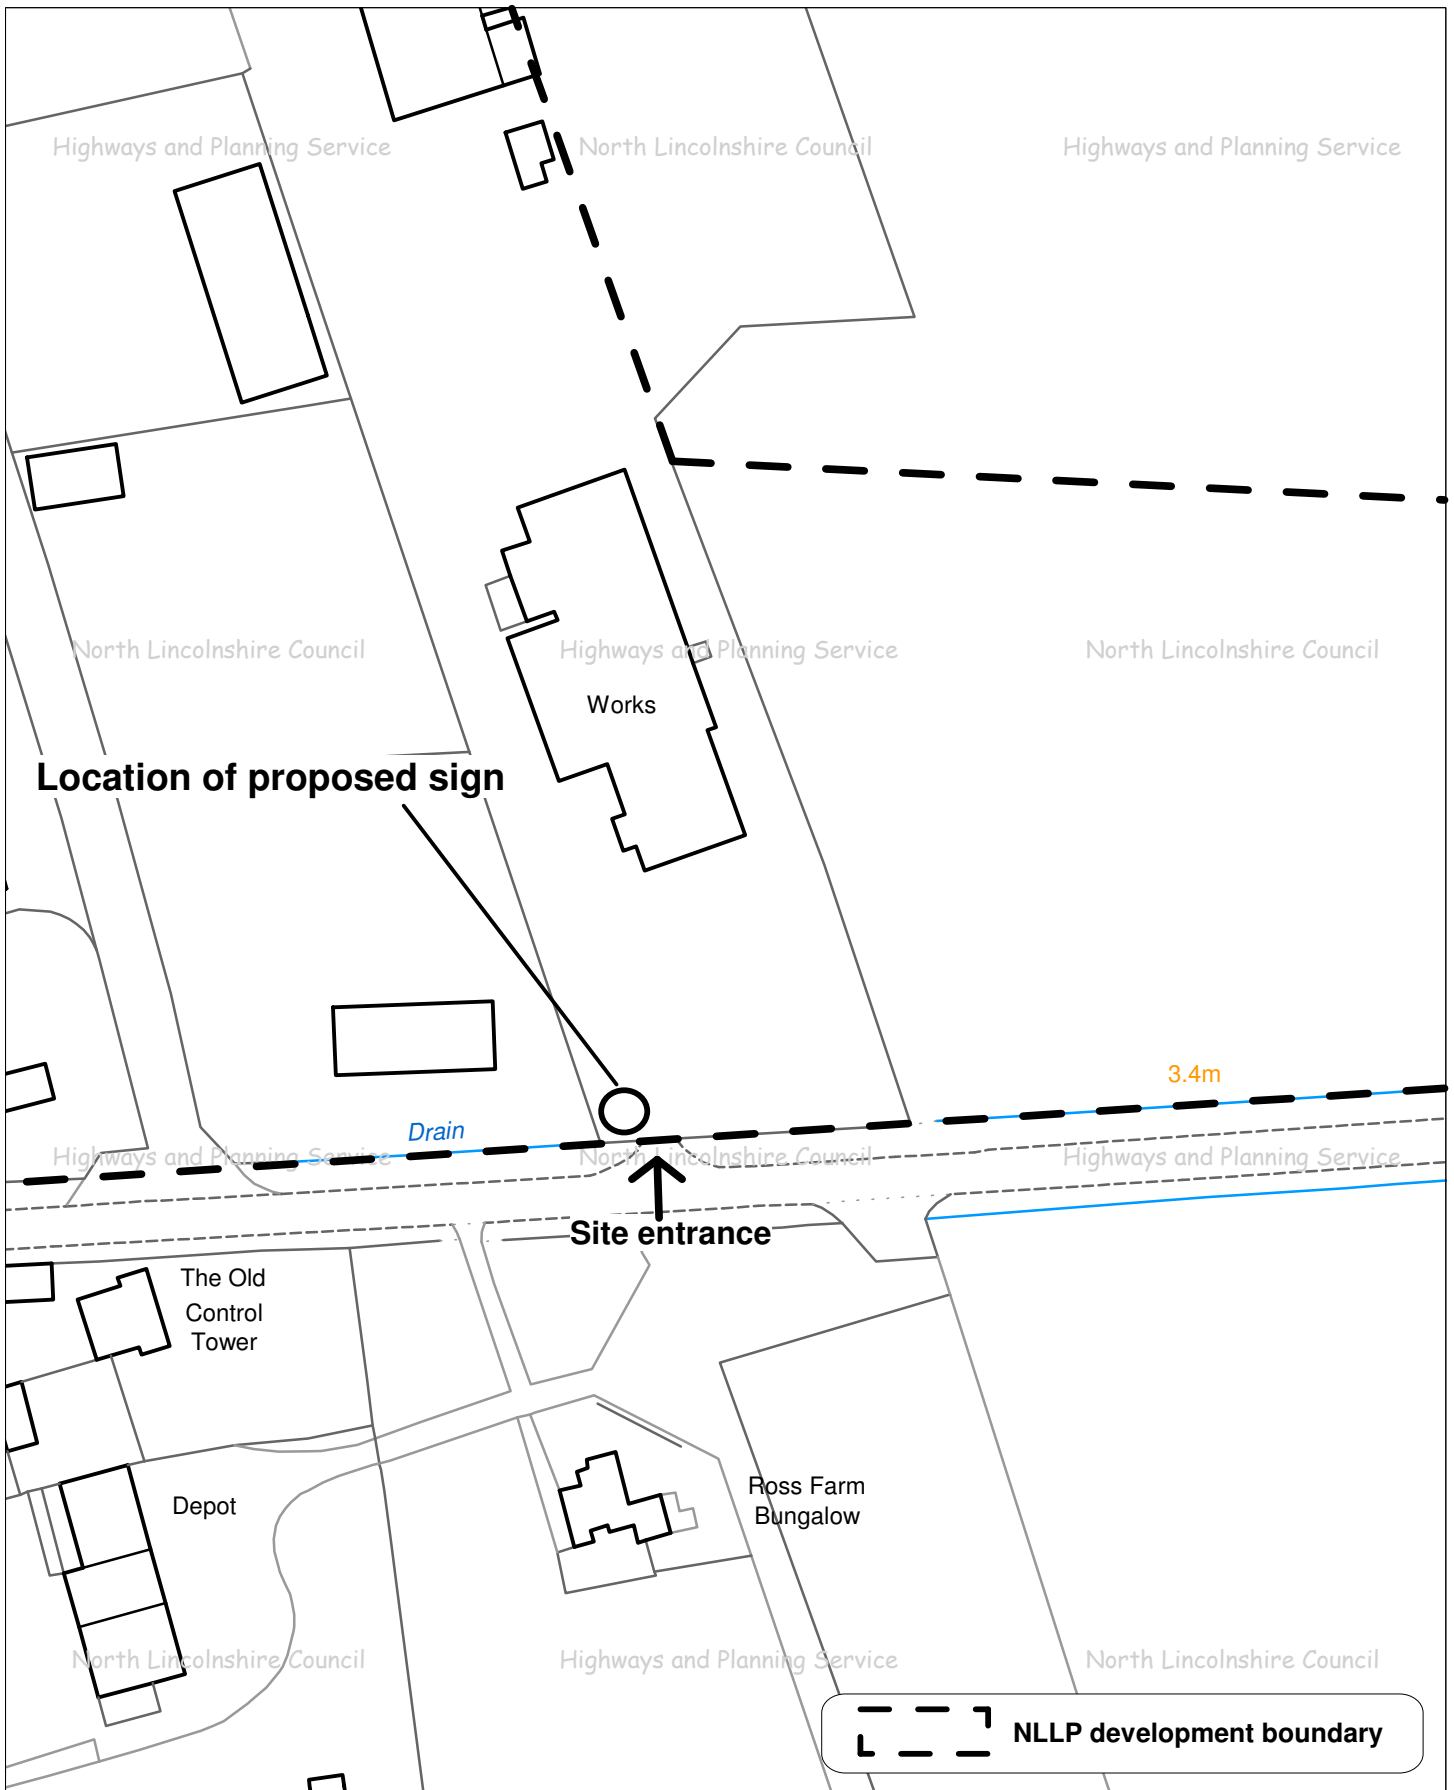 Highways and Planning Service North Lincolnshire Council Highways and Planning Service
North Lincolnshire Council Highways and Planning Service North Lincolnshire Council
Works
Location of proposed sign
3.4m
Drain
Highways and Planning Service North Lincolnshire Council Highways and Planning Service
Site entrance
The Old
Control
Tower
Depot
Ross Farm
Bungalow
North Lincolnshire Council Highways and Planning Service North Lincolnshire Council
NLLP development boundary